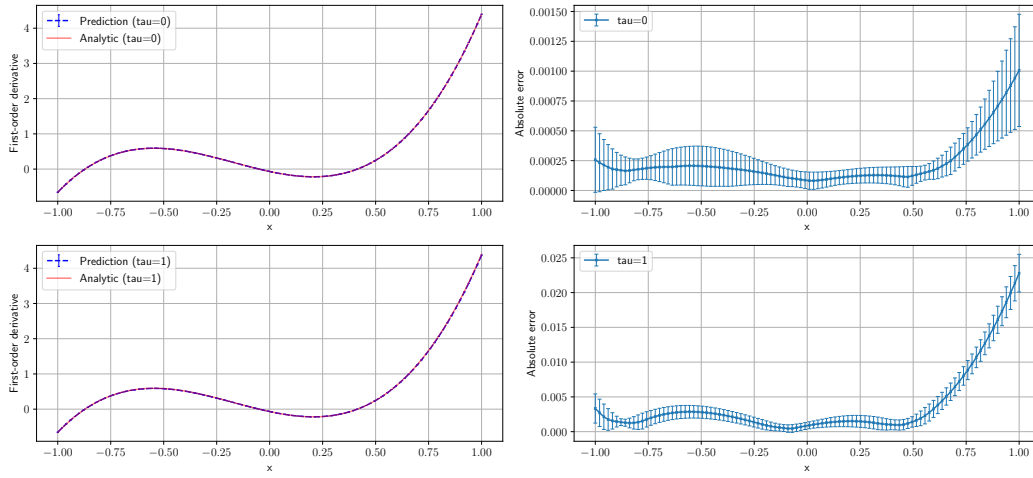 First-order derivative
4
3
2
1
0
Prediction (tau=0)
Analytic (tau=0)
−1.00 −0.75 −0.50 −0.25 0.00 0.25 0.50 0.75 1.00
x
Absolute error
0.00150
0.00125
0.00100
0.00075
0.00050
0.00025
0.00000
tau=0
−1.00 −0.75 −0.50 −0.25 0.00 0.25 0.50 0.75 1.00
x
First-order derivative
4
3
2
1
0
Prediction (tau=1)
Analytic (tau=1)
−1.00 −0.75 −0.50 −0.25 0.00 0.25 0.50 0.75 1.00
x
Absolute error
0.025
0.020
0.015
0.010
0.005
0.000
tau=1
−1.00 −0.75 −0.50 −0.25 0.00 0.25 0.50 0.75 1.00
x